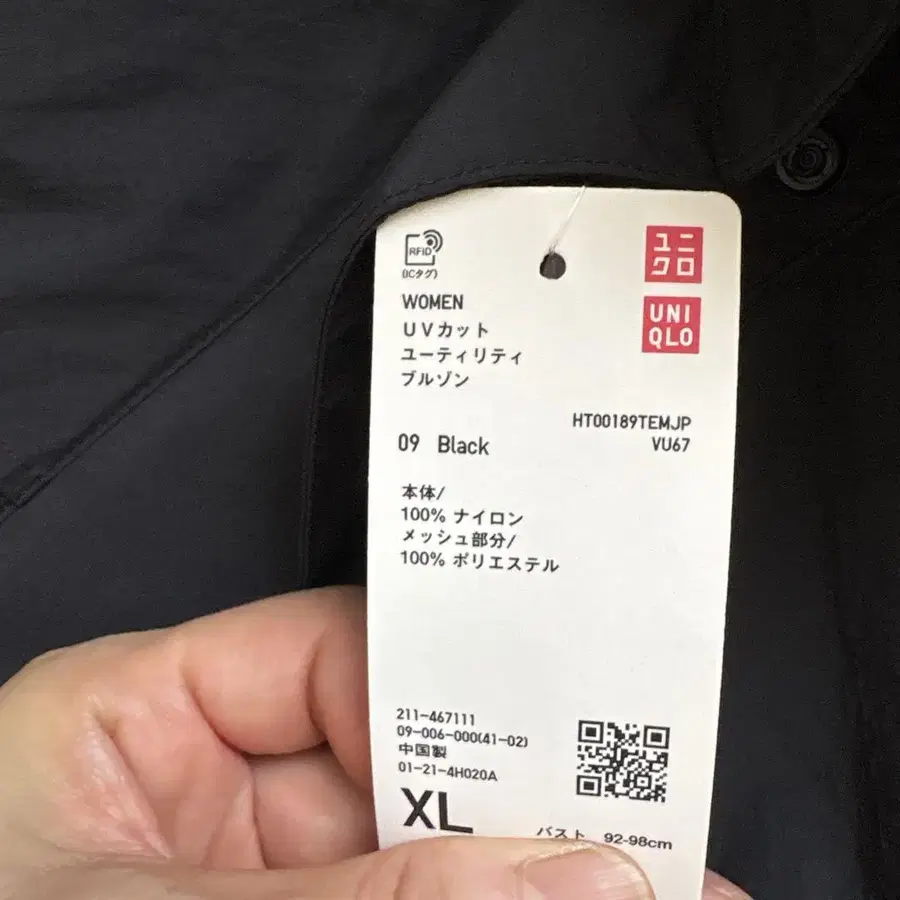 RFID
(ICタグ)
ユニ
クロ
UNI
QLO
WOMEN
UVカット
ユーティリティ
ブルゾン
HT00189TEMJP
VU67
09 Black
本体/
100% ナイロン
メッシュ部分/
100% ポリエステル
211-467111
09-006-000(41-02)
中国製
01-21-4H020A
XL
バスト 92-98cm